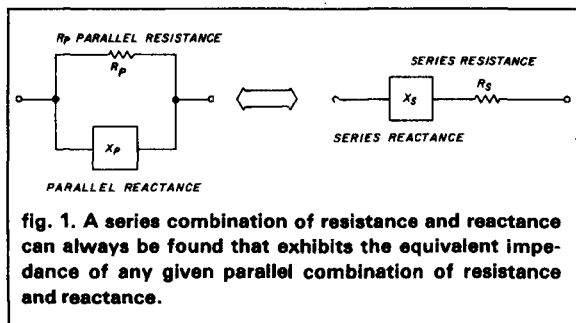 Rp PARALLEL RESISTANCE
Rp
Xp
PARALLEL REACTANCE
SERIES RESISTANCE
Rs
Xs
SERIES REACTANCE
fig. 1. A series combination of resistance and reactance
can always be found that exhibits the equivalent impe-
dance of any given parallel combination of resistance
and reactance.